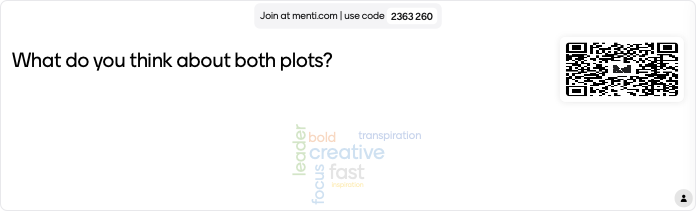 Join at menti.com | use code 2363 260
What do you think about both plots?
leader
bold
transpiration
creative
focus
fast
inspiration